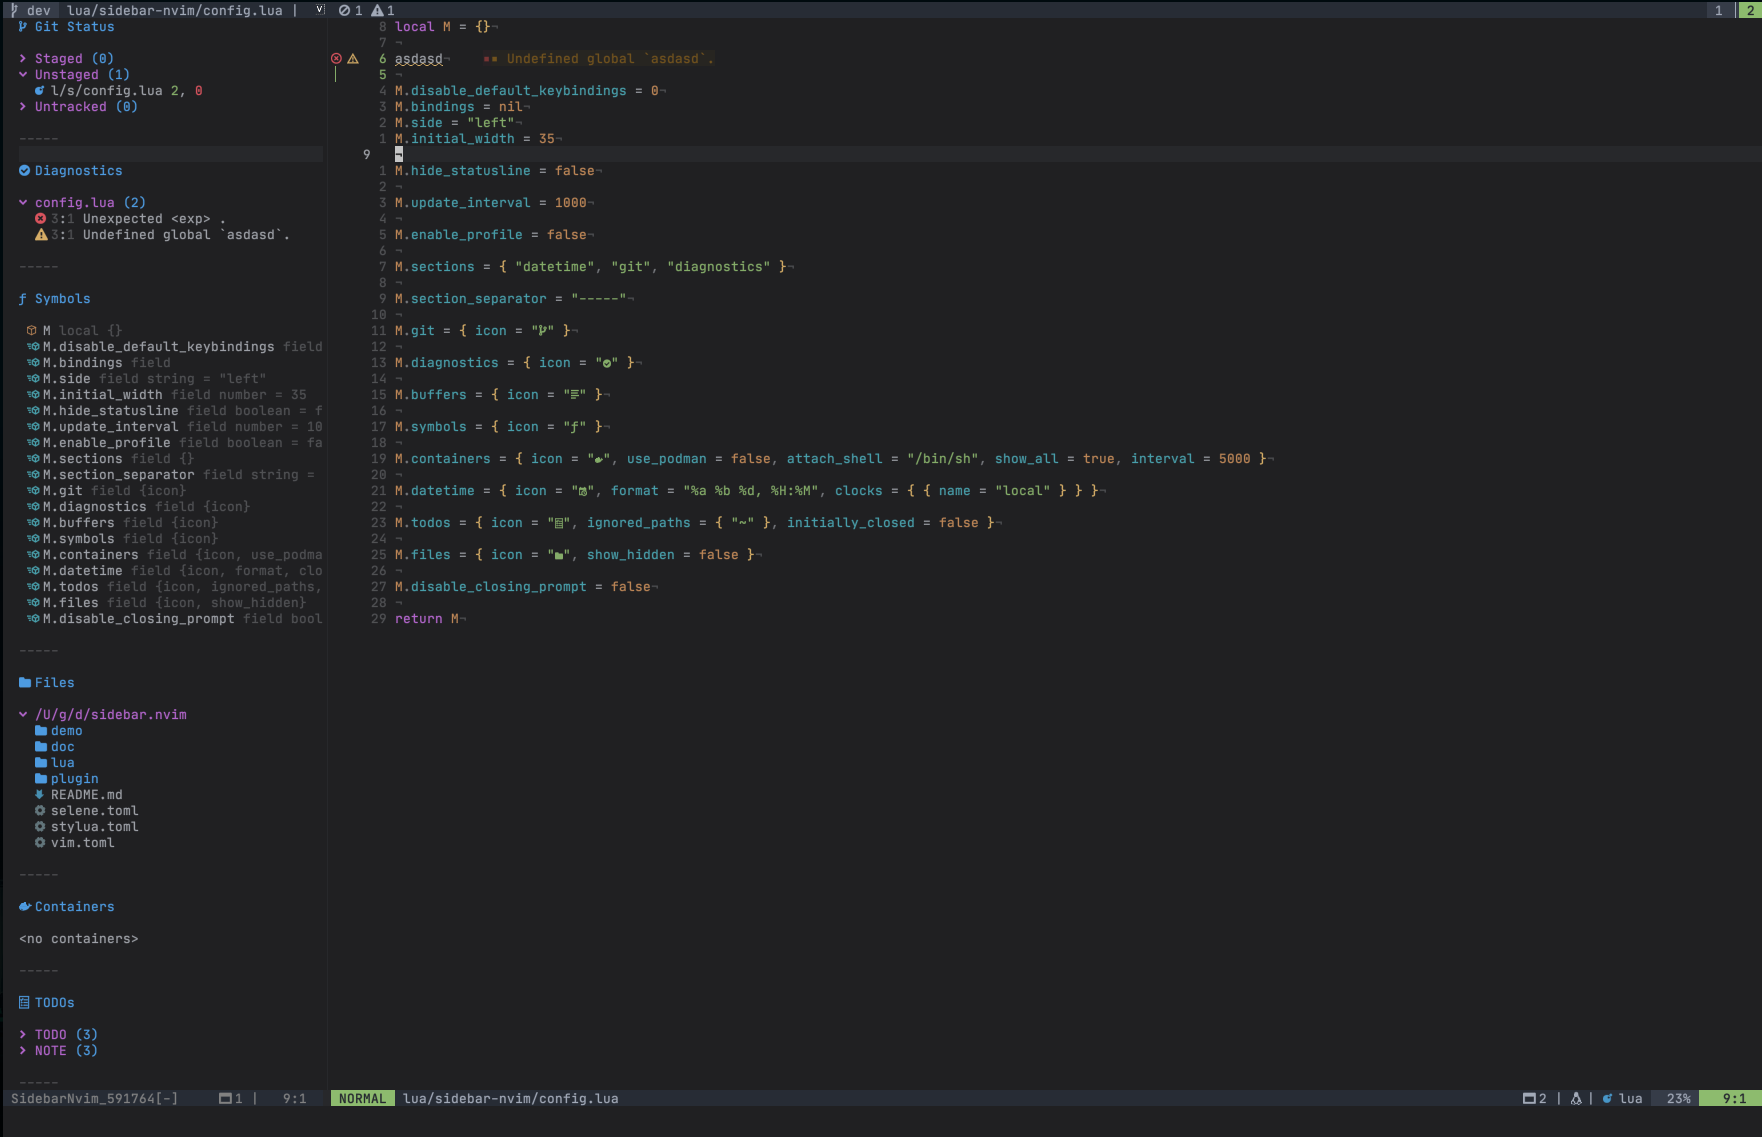 dev lua/sidebar-nvim/config.lua | V 1 1 1 2
Git Status
Staged (0)
Unstaged (1)
l/s/config.lua 2, 0
Untracked (0)
-----
Diagnostics
config.lua (2)
3:1 Unexpected <exp> .
3:1 Undefined global `asdasd`.
-----
ƒ Symbols
M local {}
M.disable_default_keybindings field
M.bindings field
M.side field string = "left"
M.initial_width field number = 35
M.hide_statusline field boolean = f
M.update_interval field number = 10
M.enable_profile field boolean = fa
M.sections field {}
M.section_separator field string =
M.git field {icon}
M.diagnostics field {icon}
M.buffers field {icon}
M.symbols field {icon}
M.containers field {icon, use_podma
M.datetime field {icon, format, clo
M.todos field {icon, ignored_paths,
M.files field {icon, show_hidden}
M.disable_closing_prompt field bool
-----
Files
/U/g/d/sidebar.nvim
demo
doc
lua
plugin
README.md
selene.toml
stylua.toml
vim.toml
-----
Containers
<no containers>
-----
TODOs
TODO (3)
NOTE (3)
-----
SidebarNvim_591764[-] 1 | 9:1
8 local M = {}¬
7 ¬
6 asdasd¬ ▪▪ Undefined global `asdasd`.
5 ¬
4 M.disable_default_keybindings = 0¬
3 M.bindings = nil¬
2 M.side = "left"¬
1 M.initial_width = 35¬
9 ¬
1 M.hide_statusline = false¬
2 ¬
3 M.update_interval = 1000¬
4 ¬
5 M.enable_profile = false¬
6 ¬
7 M.sections = { "datetime", "git", "diagnostics" }¬
8 ¬
9 M.section_separator = "-----"¬
10 ¬
11 M.git = { icon = "" }¬
12 ¬
13 M.diagnostics = { icon = "" }¬
14 ¬
15 M.buffers = { icon = "" }¬
16 ¬
17 M.symbols = { icon = "ƒ" }¬
18 ¬
19 M.containers = { icon = "", use_podman = false, attach_shell = "/bin/sh", show_all = true, interval = 5000 }¬
20 ¬
21 M.datetime = { icon = "", format = "%a %b %d, %H:%M", clocks = { { name = "local" } } }¬
22 ¬
23 M.todos = { icon = "", ignored_paths = { "~" }, initially_closed = false }¬
24 ¬
25 M.files = { icon = "", show_hidden = false }¬
26 ¬
27 M.disable_closing_prompt = false¬
28 ¬
29 return M¬
NORMAL lua/sidebar-nvim/config.lua 2 | | lua 23% 9:1